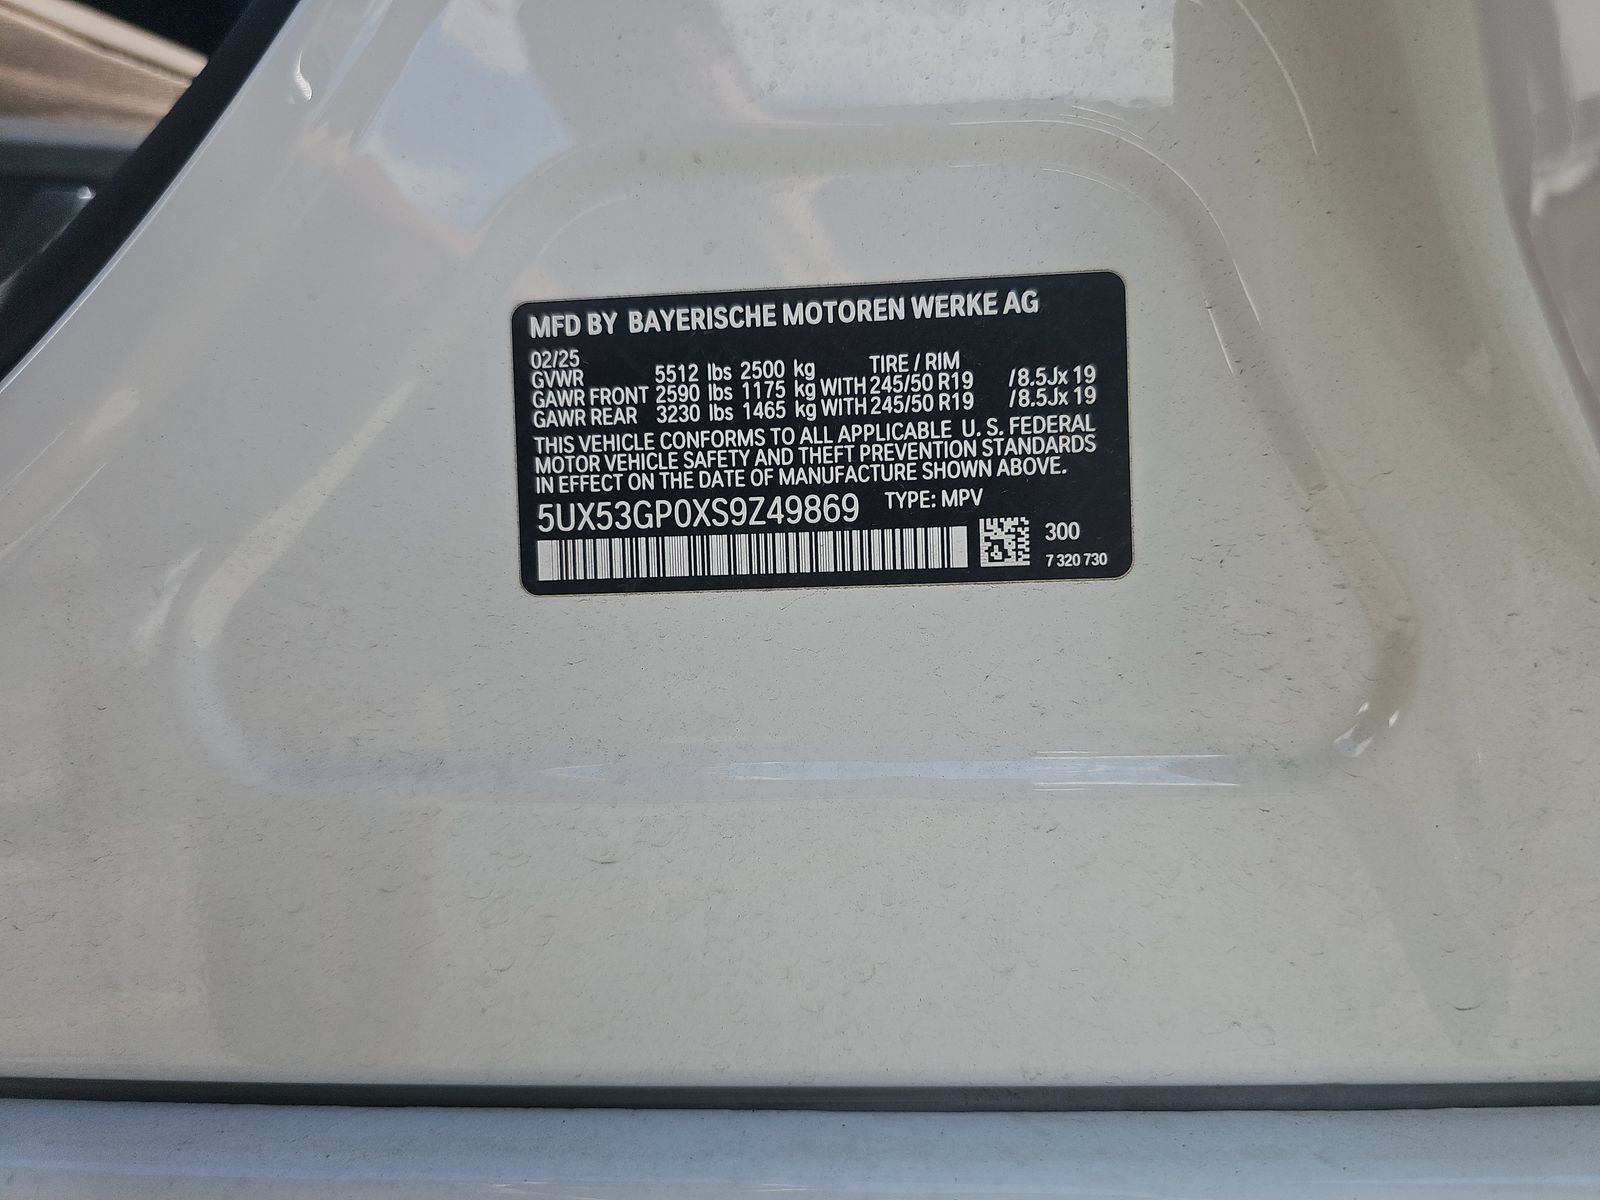 MFD BY BAYERISCHE MOTOREN WERKE AG
02/25 TIRE / RIM
GVWR 5512 lbs 2500 kg
GAWR FRONT 2590 lbs 1175 kg WITH 245/50 R19 /8.5Jx 19
GAWR REAR 3230 lbs 1465 kg WITH 245/50 R19 /8.5Jx 19
THIS VEHICLE CONFORMS TO ALL APPLICABLE U. S. FEDERAL
MOTOR VEHICLE SAFETY AND THEFT PREVENTION STANDARDS
IN EFFECT ON THE DATE OF MANUFACTURE SHOWN ABOVE.
5UX53GP0XS9Z49869 TYPE: MPV
300
7 320 730